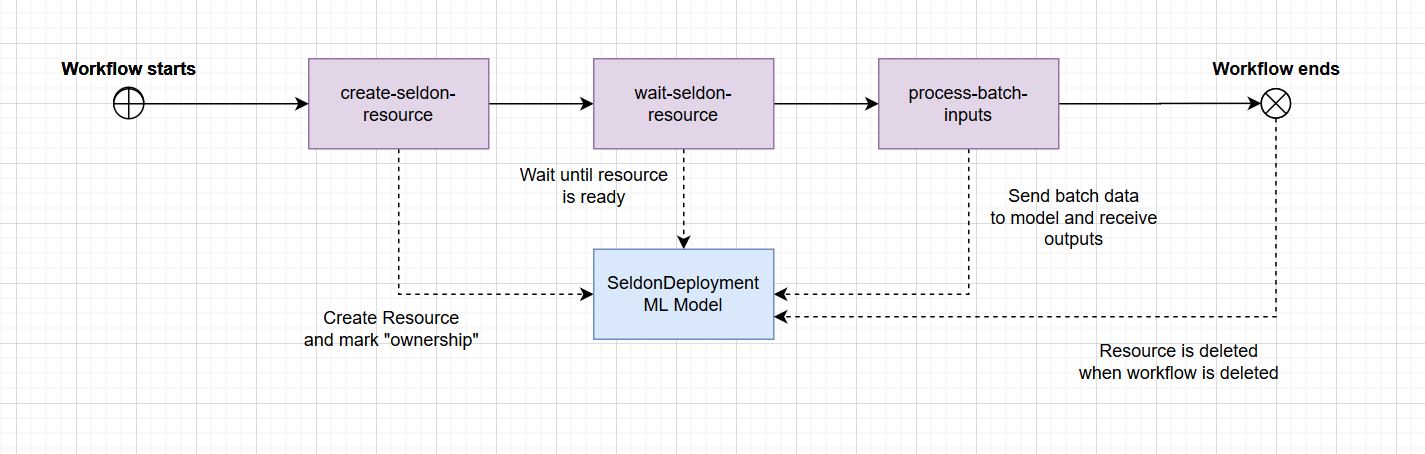 Workflow starts
Workflow ends
create-seldon-
resource
wait-seldon-
resource
process-batch-
inputs
Wait until resource
is ready
Send batch data
to model and receive
outputs
SeldonDeployment
ML Model
Create Resource
and mark "ownership"
Resource is deleted
when workflow is deleted